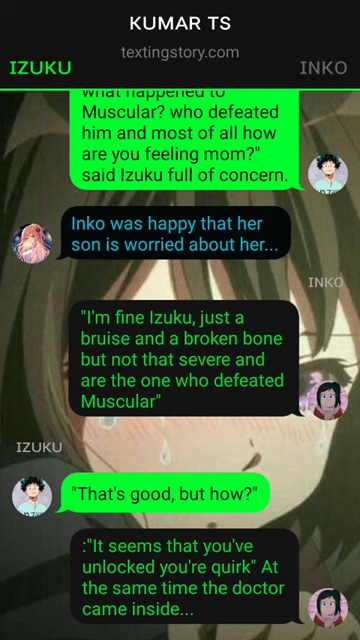 KUMAR TS
textingstory.com
IZUKU INKO
what happened to
Muscular? who defeated
him and most of all how
are you feeling mom?"
said Izuku full of concern.
Inko was happy that her
son is worried about her...
INKO
"I'm fine Izuku, just a
bruise and a broken bone
but not that severe and
are the one who defeated
Muscular"
IZUKU
"That's good, but how?"
:"It seems that you've
unlocked you're quirk" At
the same time the doctor
came inside...